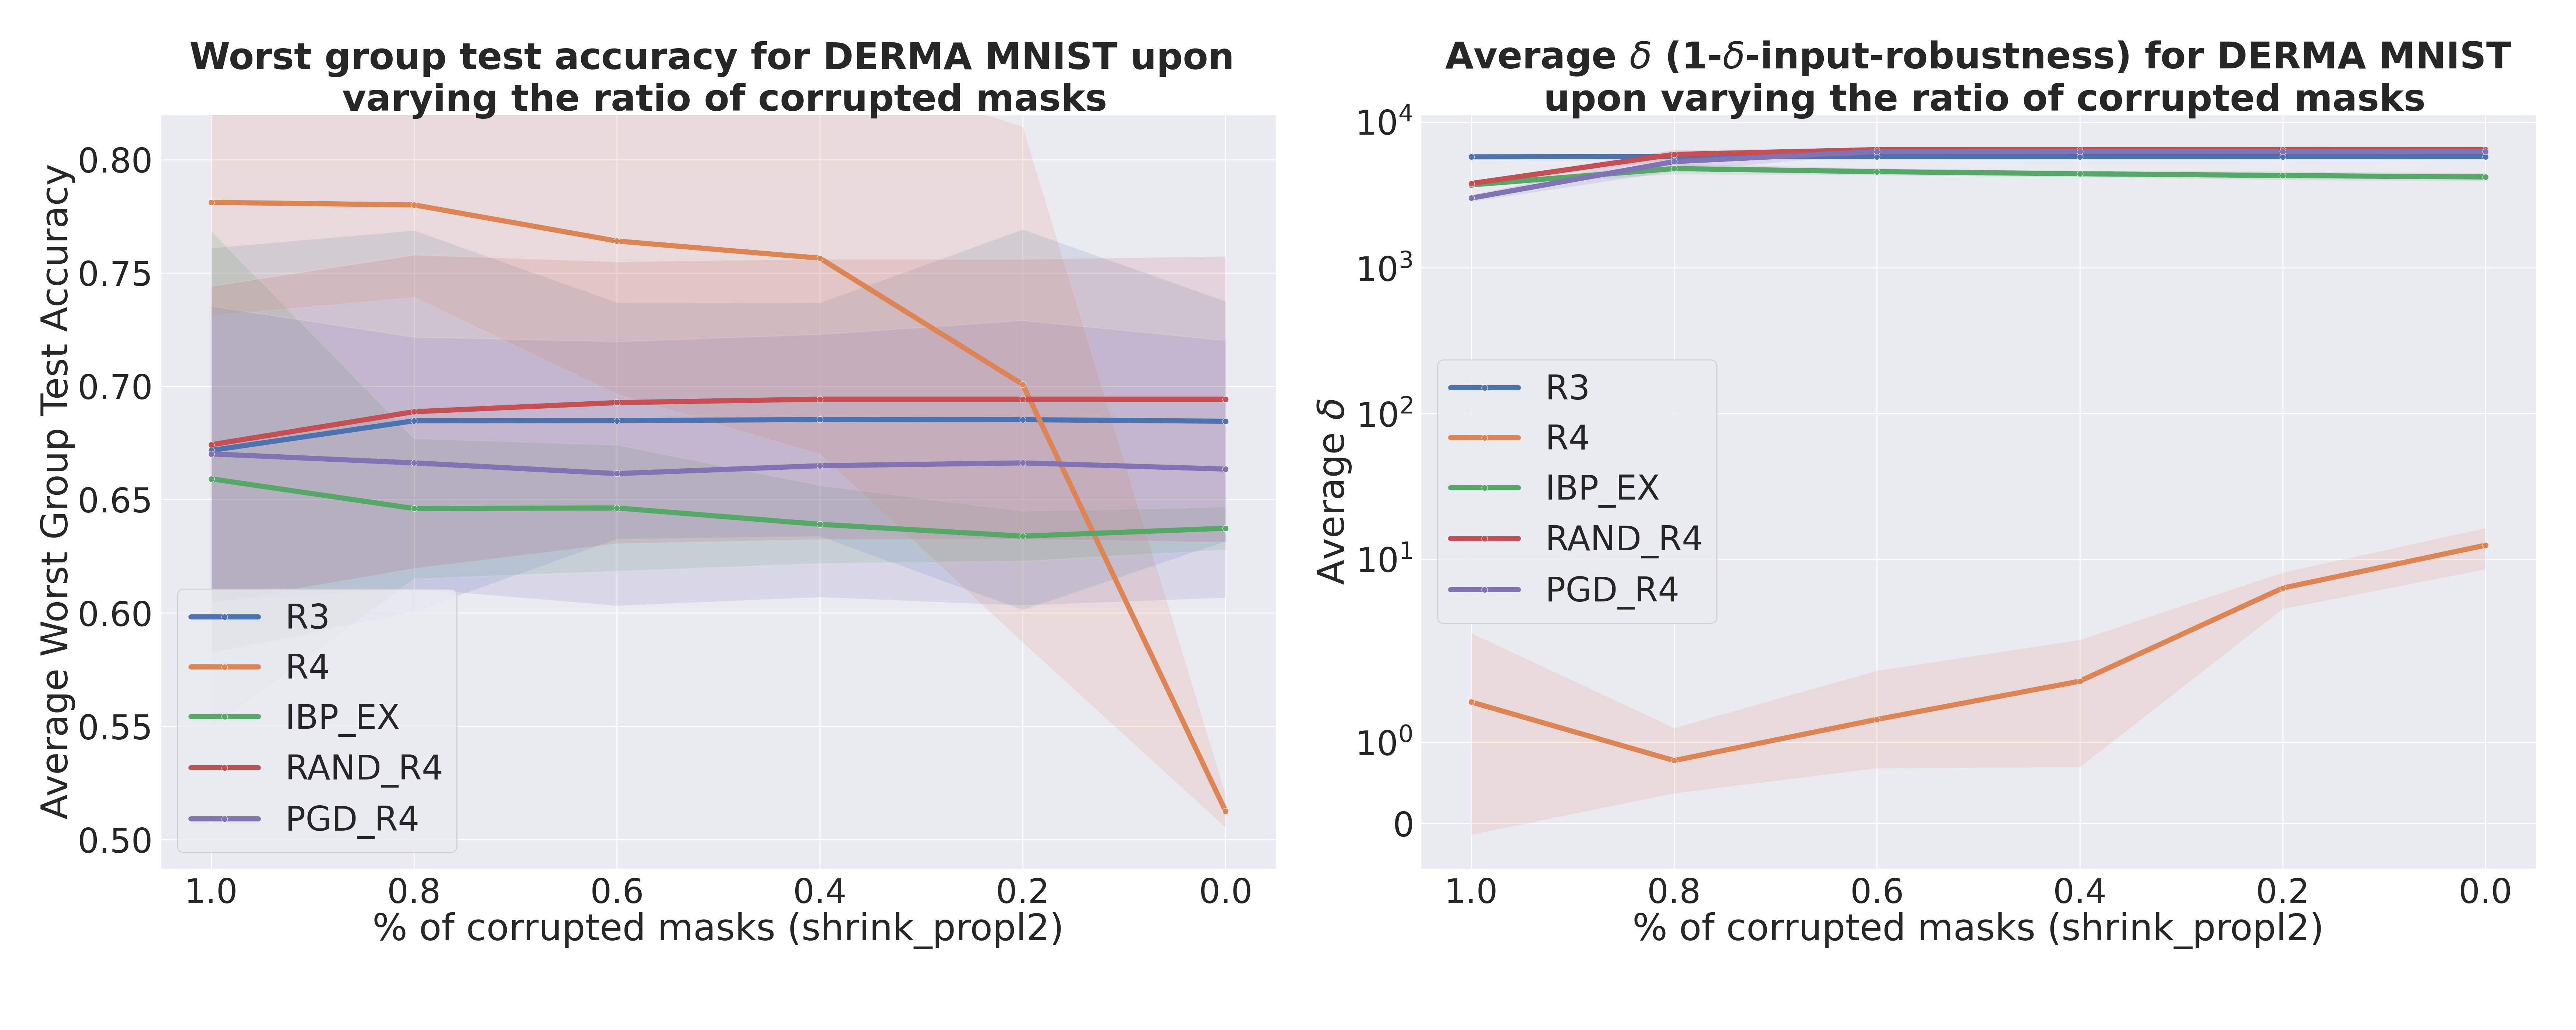 Worst group test accuracy for DERMA MNIST upon
varying the ratio of corrupted masks
Average Worst Group Test Accuracy
0.80
0.75
0.70
0.65
0.60
0.55
0.50
R3
R4
IBP_EX
RAND_R4
PGD_R4
1.0 0.8 0.6 0.4 0.2 0.0
% of corrupted masks (shrink_propl2)
Average δ (1-δ-input-robustness) for DERMA MNIST
upon varying the ratio of corrupted masks
Average δ
10⁴
10³
10²
10¹
10⁰
0
R3
R4
IBP_EX
RAND_R4
PGD_R4
1.0 0.8 0.6 0.4 0.2 0.0
% of corrupted masks (shrink_propl2)